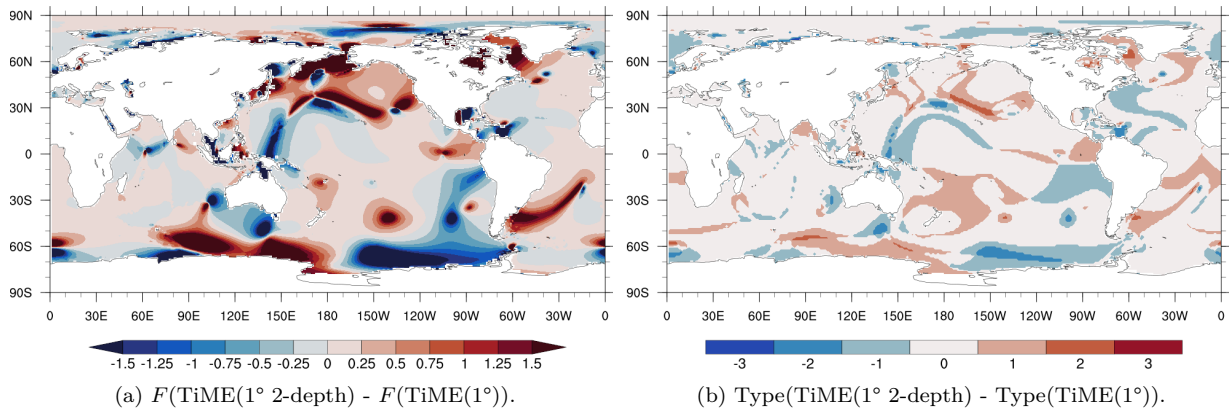 90N
60N
30N
0
30S
60S
90S
0 30E 60E 90E 120E 150E 180E 150W 120W 90W 60W 30W 0
-1.5 -1.25 -1 -0.75 -0.5 -0.25 0 0.25 0.5 0.75 1 1.25 1.5
(a) F(TiME(1° 2-depth) - F(TiME(1°)).
90N
60N
30N
0
30S
60S
90S
0 30E 60E 90E 120E 150E 180E 150W 120W 90W 60W 30W 0
-3 -2 -1 0 1 2 3
(b) Type(TiME(1° 2-depth) - Type(TiME(1°)).